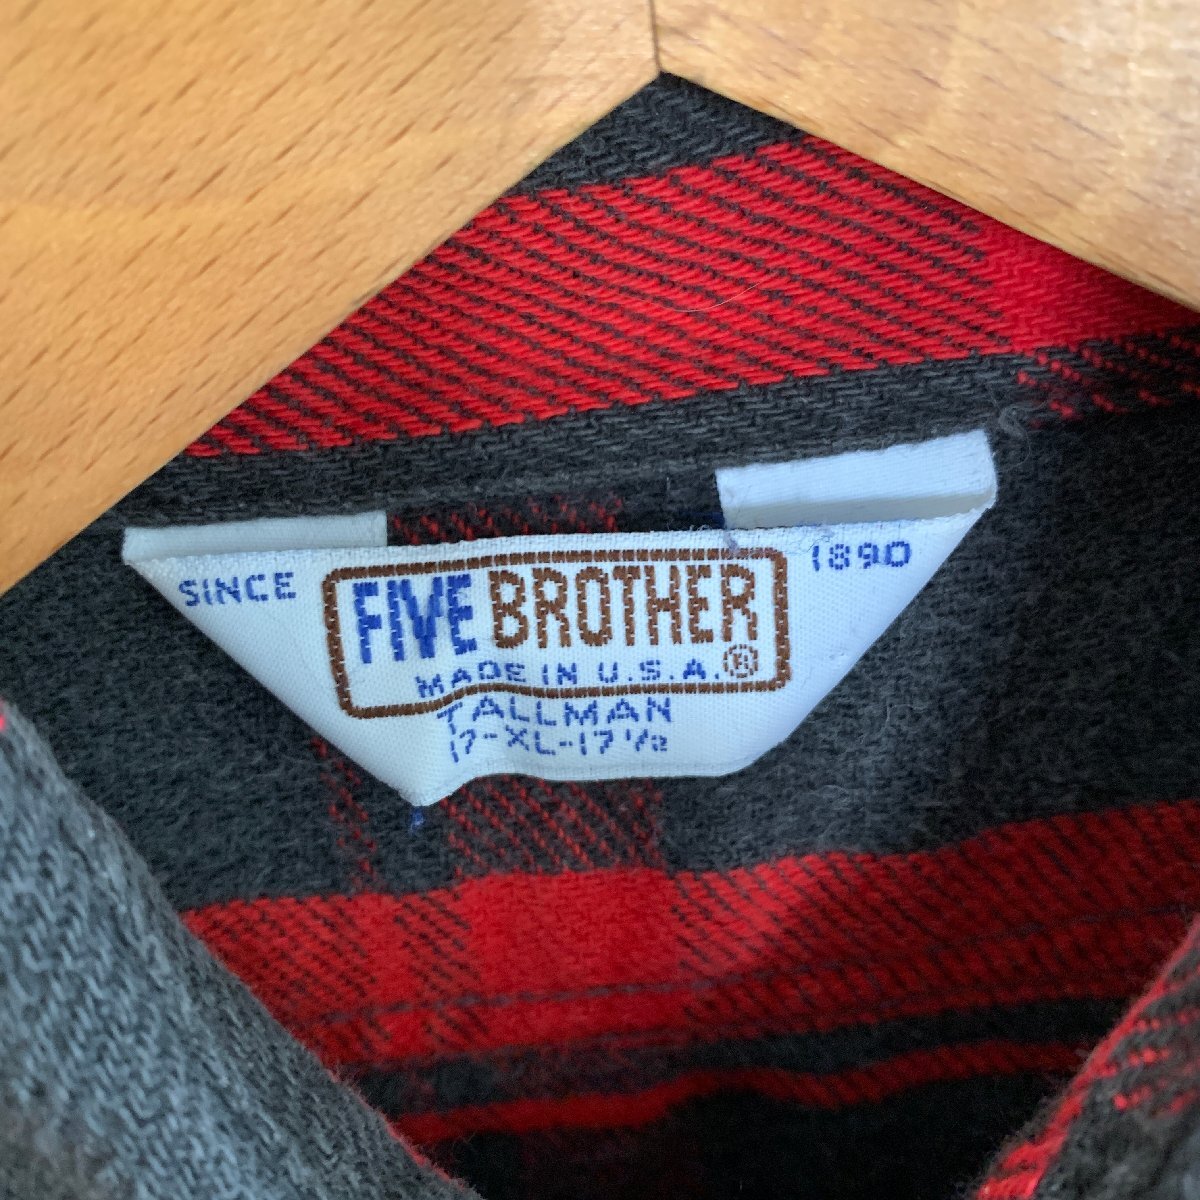 SINCE 1890
FIVE BROTHER
MADE IN U.S.A.®
TALLMAN
17-XL-17½